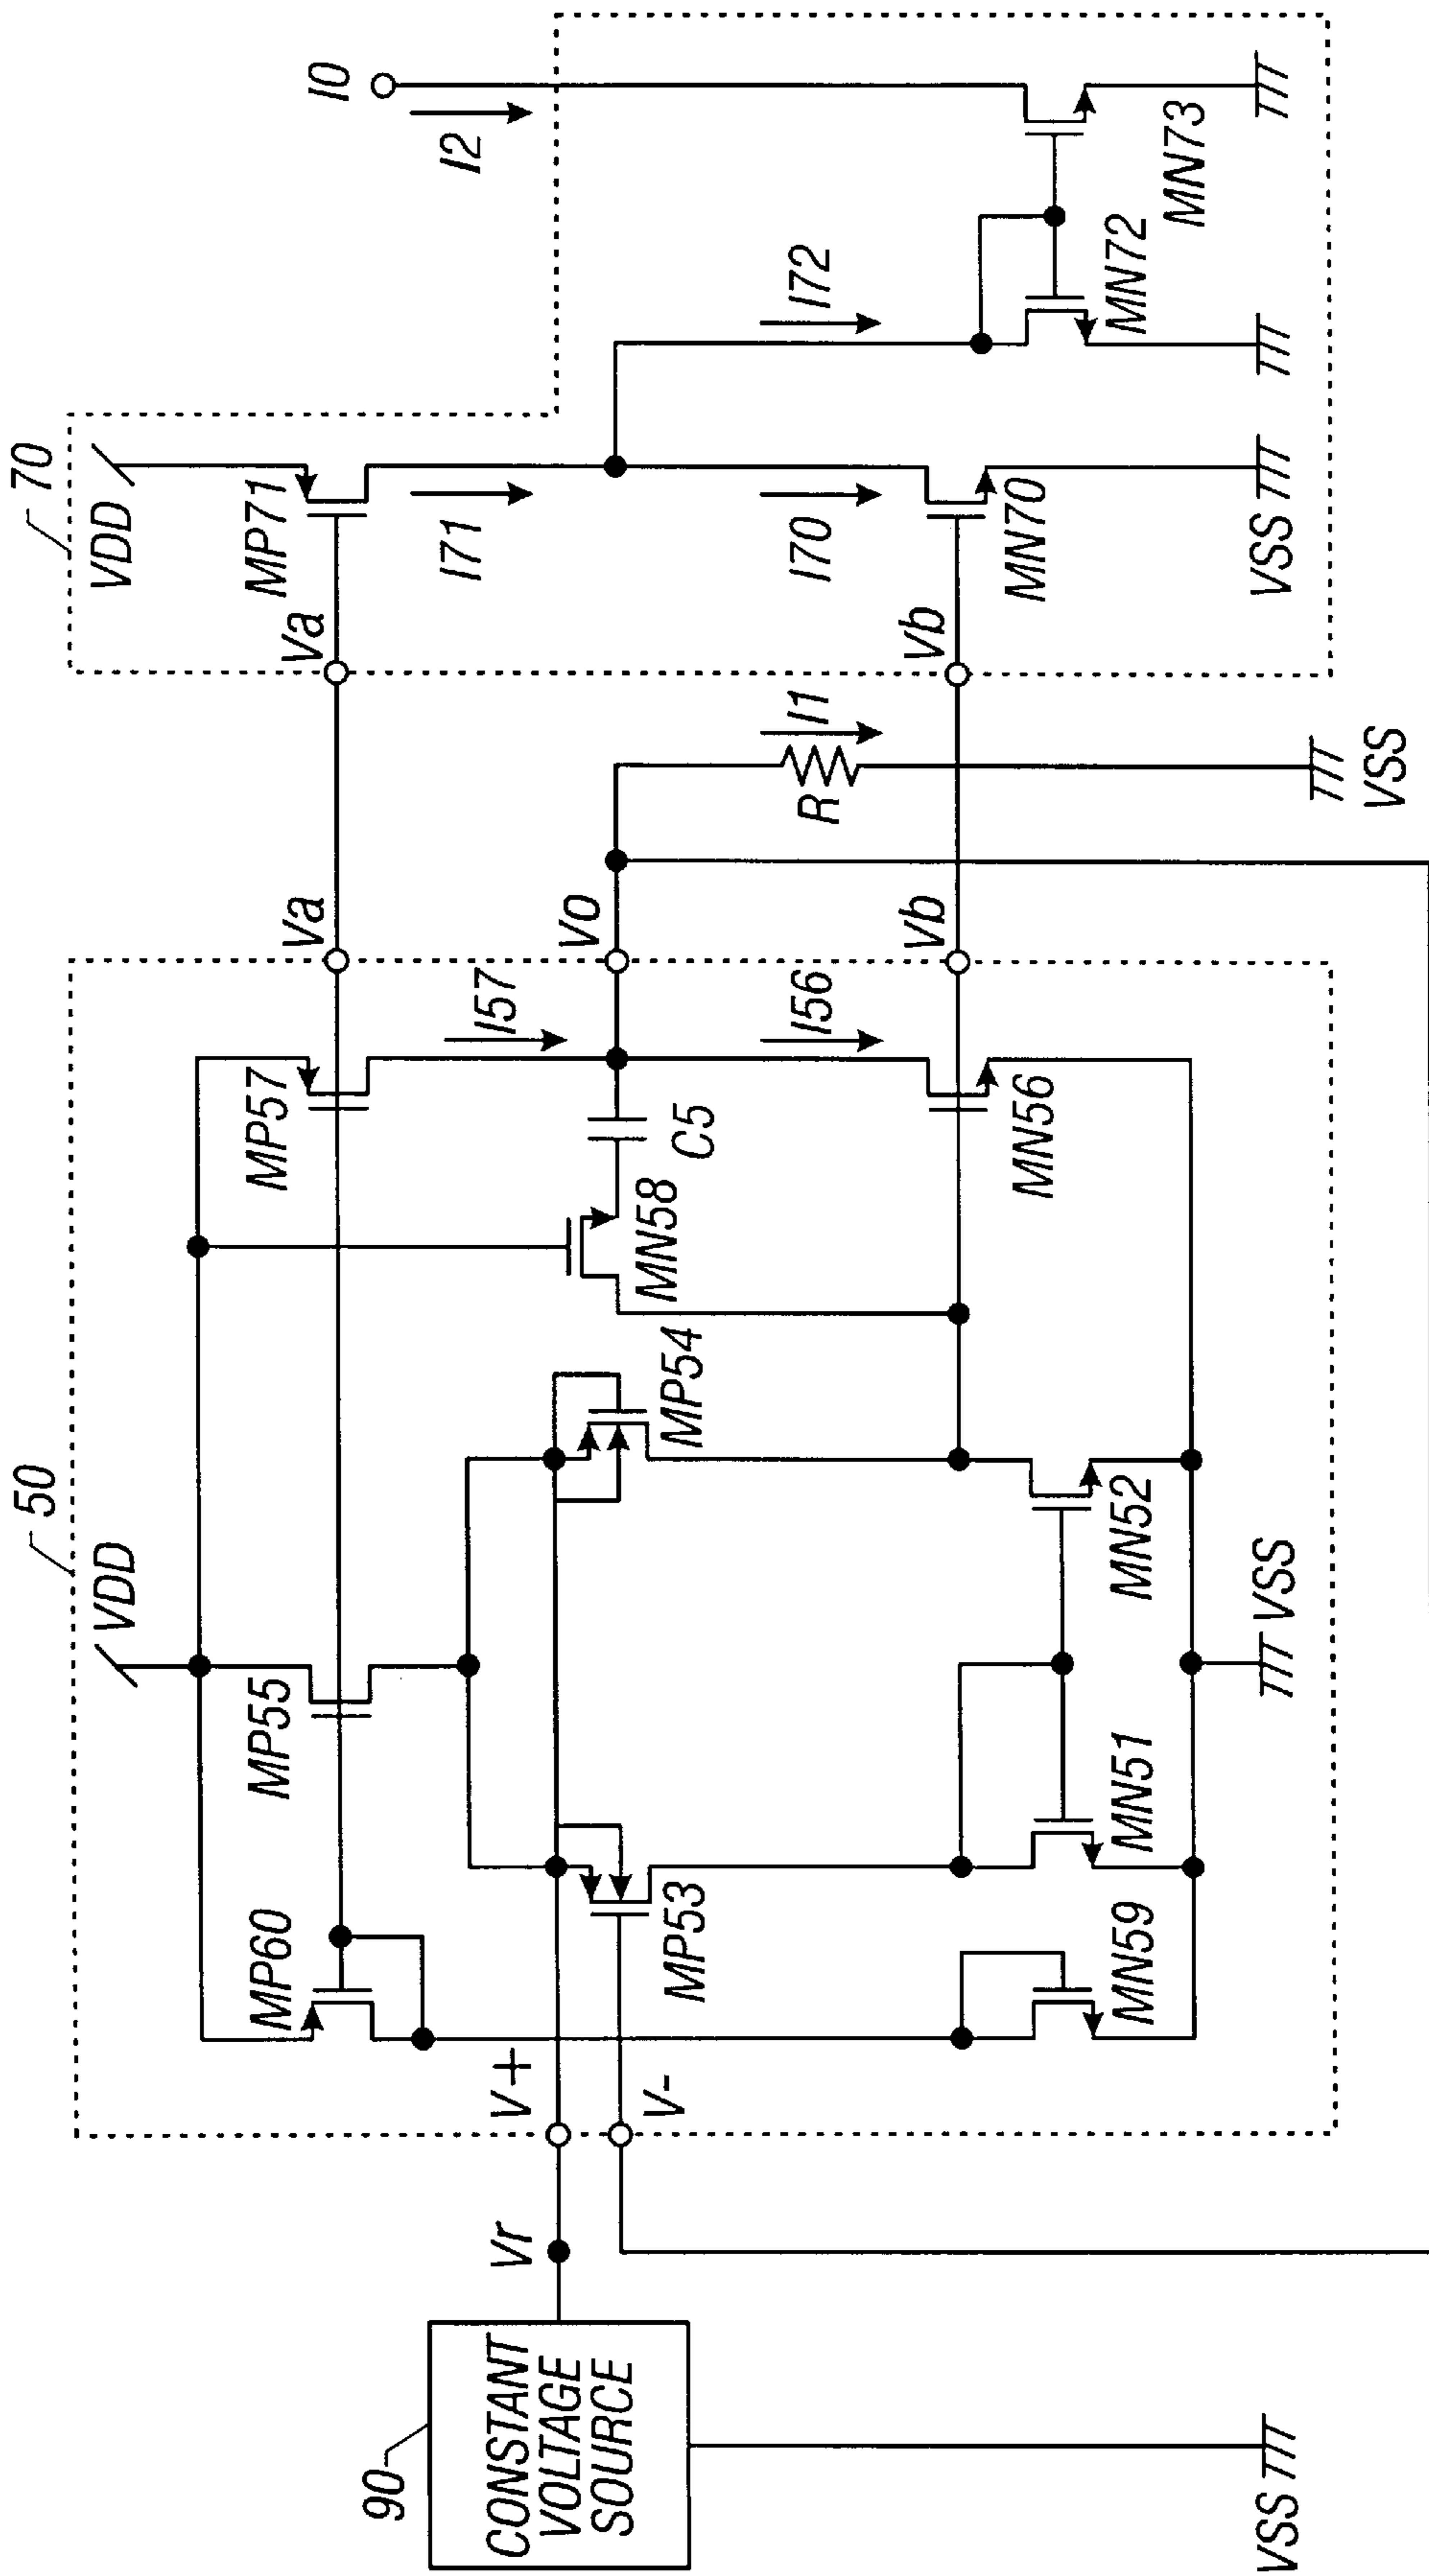 90
CONSTANT
VOLTAGE
SOURCE
VSS
Vr
V+
V-
50
VDD
MP60
MP55
MP57
MP53
MP54
MN58
C5
I57
I56
MN59
MN51
MN52
MN56
VSS
Va
Vo
Vb
R
I1
VSS
70
VDD
Va
MP71
I71
I70
Vb
MN70
VSS
I72
MN72
MN73
I2
I0